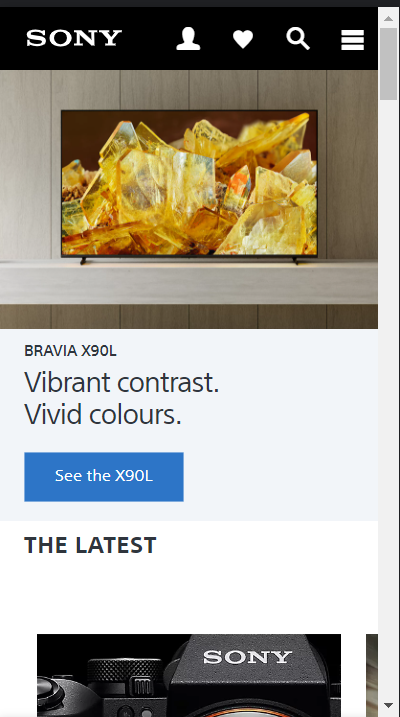 SONY
BRAVIA X90L
Vibrant contrast.
Vivid colours.
See the X90L
THE LATEST
SONY